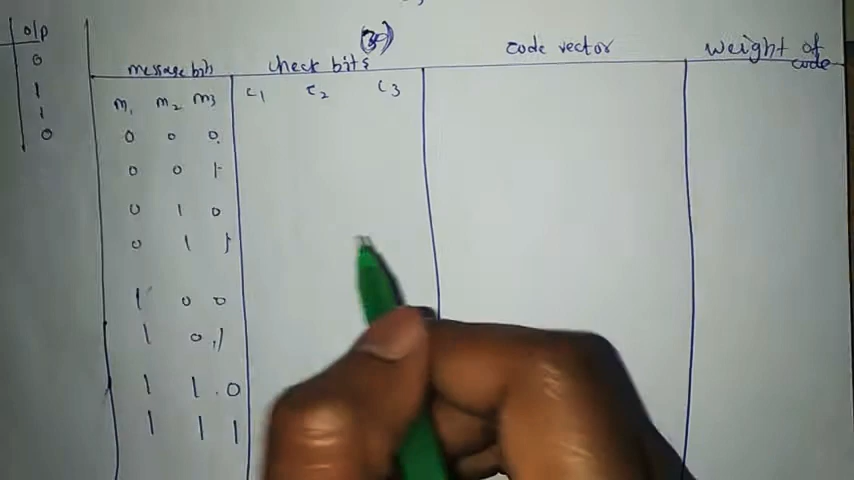 o/p
0
1
1
0
message bits check bits code vector weight of code
m1 m2 m3 c1 c2 c3
0 0 0
0 0 1
0 1 0
0 1 1
1 0 0
1 0 1
1 1 0
1 1 1